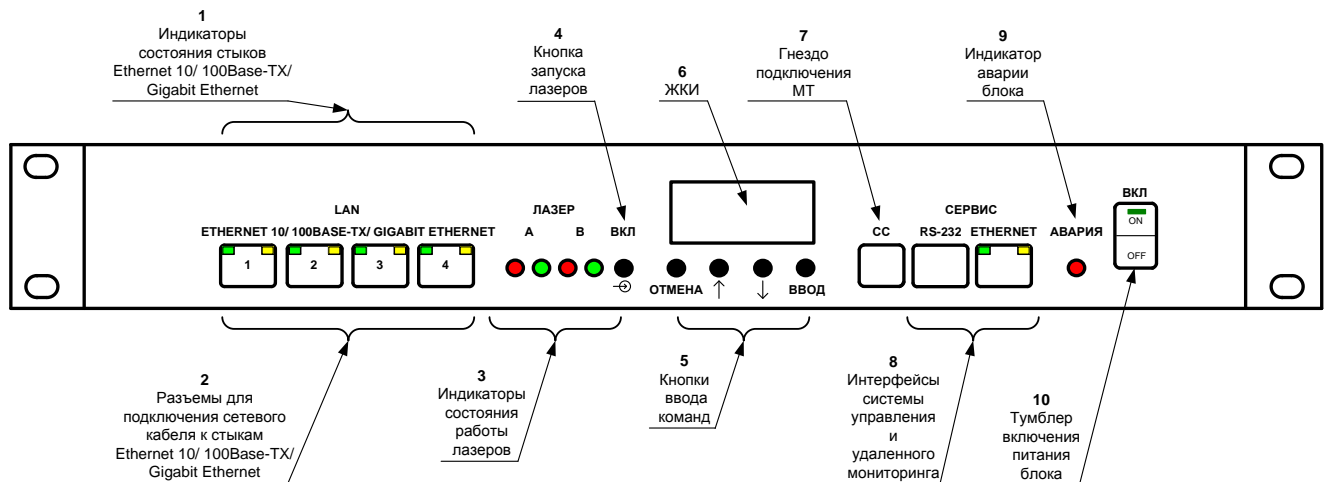 1
Индикаторы
состояния стыков
Ethernet 10/ 100Base-TX/
Gigabit Ethernet
4
Кнопка
запуска
лазеров
6
ЖКИ
7
Гнездо
подключения
МТ
9
Индикатор
аварии
блока
LAN
ETHERNET 10/ 100BASE-TX/ GIGABIT ETHERNET
1
2
3
4
ЛАЗЕР
A B ВКЛ
ОТМЕНА ↑ ↓ ВВОД
СС
СЕРВИС
RS-232 ETHERNET
АВАРИЯ
ВКЛ
ON
OFF
2
Разъемы для
подключения сетевого
кабеля к стыкам
Ethernet 10/ 100Base-TX/
Gigabit Ethernet
3
Индикаторы
состояния
работы
лазеров
5
Кнопки
ввода
команд
8
Интерфейсы
системы
управления
и
удаленного
мониторинга
10
Тумблер
включения
питания
блока